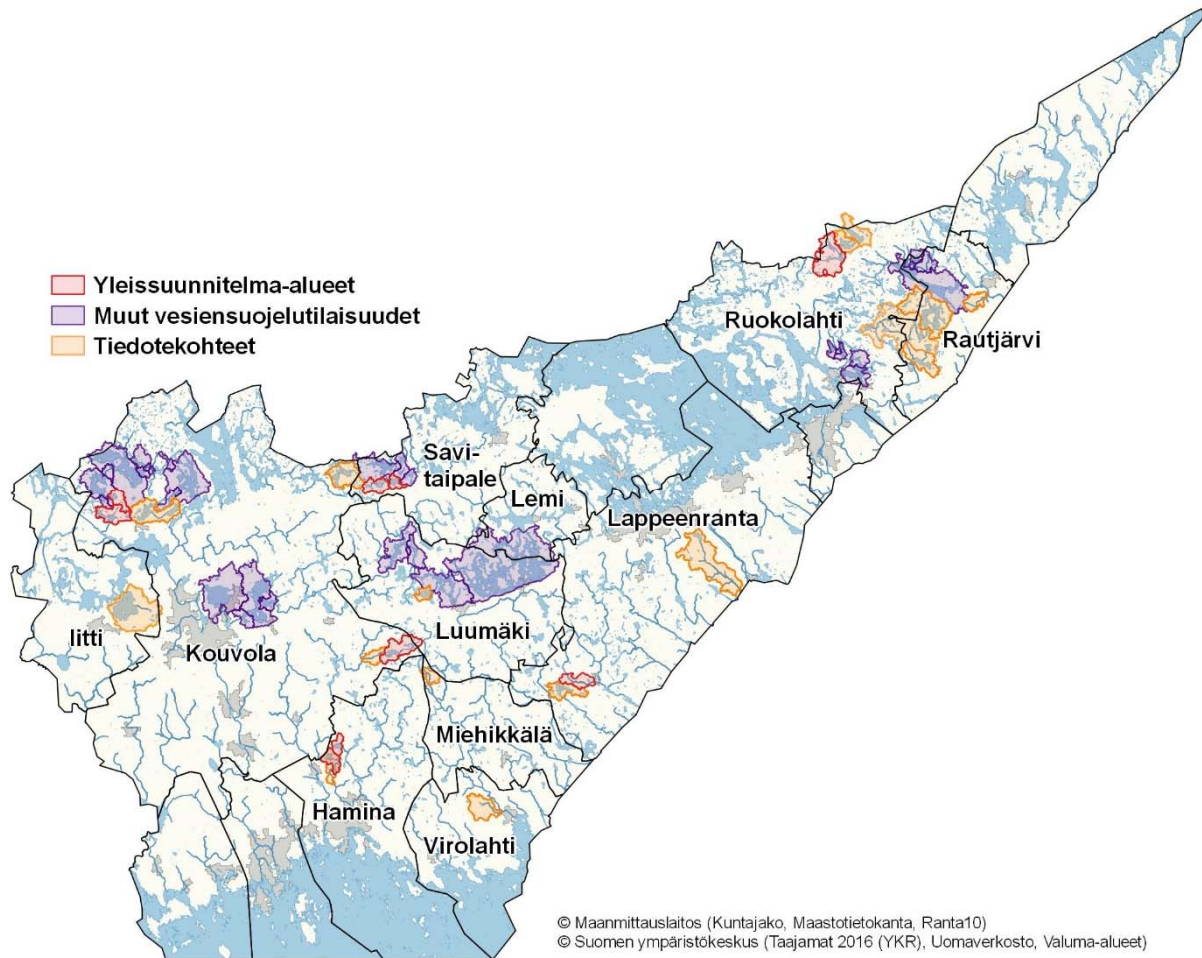 Yleissuunnitelma-alueet
Muut vesiensuojelutilaisuudet
Tiedotekohteet
Ruokolahti
Rautjärvi
Savi-
taipale
Lemi
Lappeenranta
Iitti
Kouvola
Luumäki
Miehikkälä
Hamina
Virolahti
© Maanmittauslaitos (Kuntajako, Maastotietokanta, Ranta10)
© Suomen ympäristökeskus (Taajamat 2016 (YKR), Uomaverkosto, Valuma-alueet)